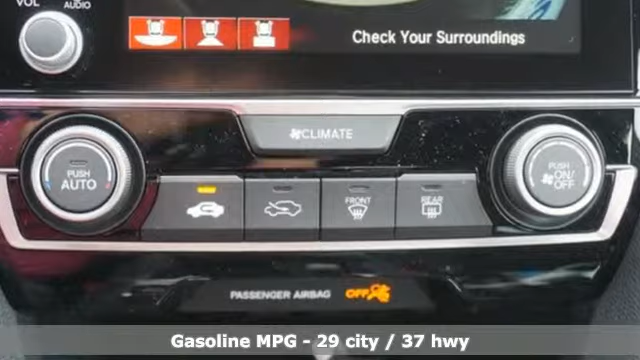 VOL
AUDIO
Check Your Surroundings
CLIMATE
PUSH
AUTO
FRONT
REAR
PUSH
ON/
OFF
PASSENGER AIRBAG OFF
Gasoline MPG - 29 city / 37 hwy